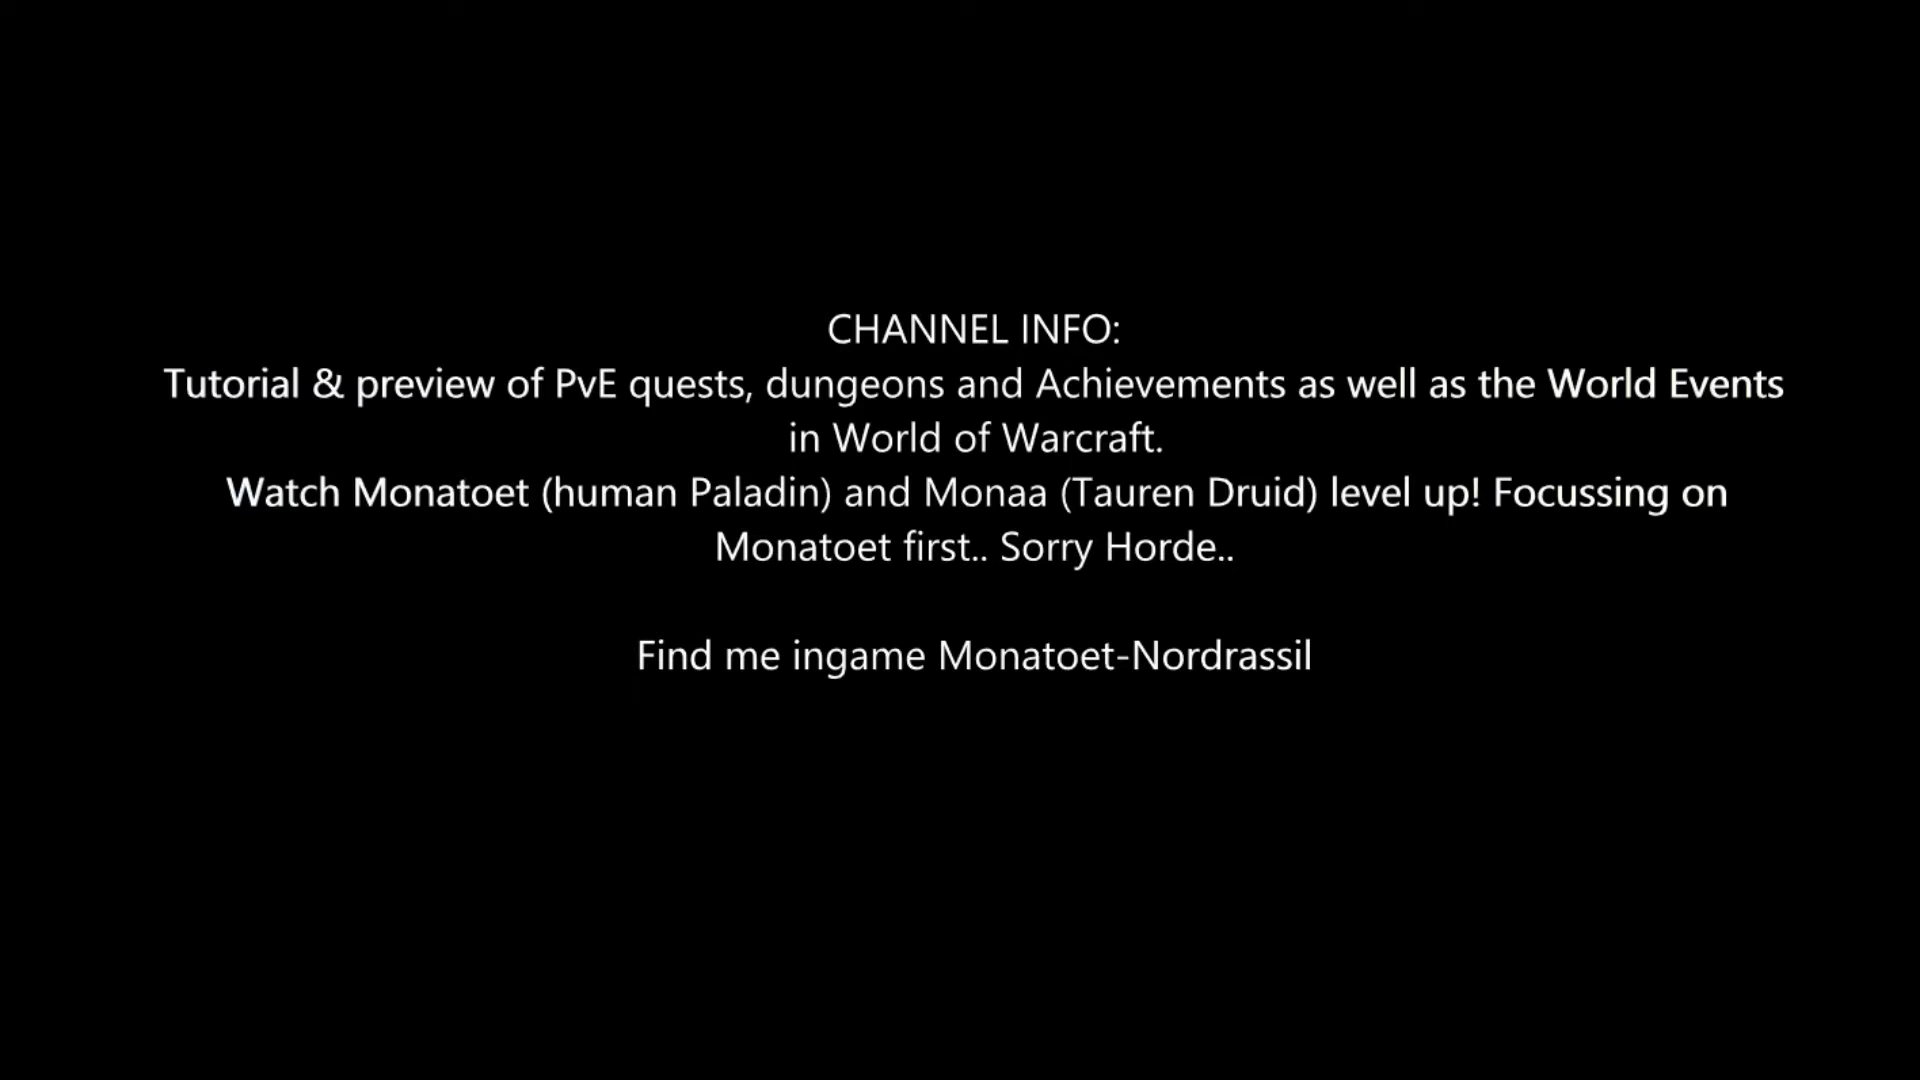 CHANNEL INFO:
Tutorial & preview of PvE quests, dungeons and Achievements as well as the World Events
in World of Warcraft.
Watch Monatoet (human Paladin) and Monaa (Tauren Druid) level up! Focussing on
Monatoet first.. Sorry Horde..
Find me ingame Monatoet-Nordrassil